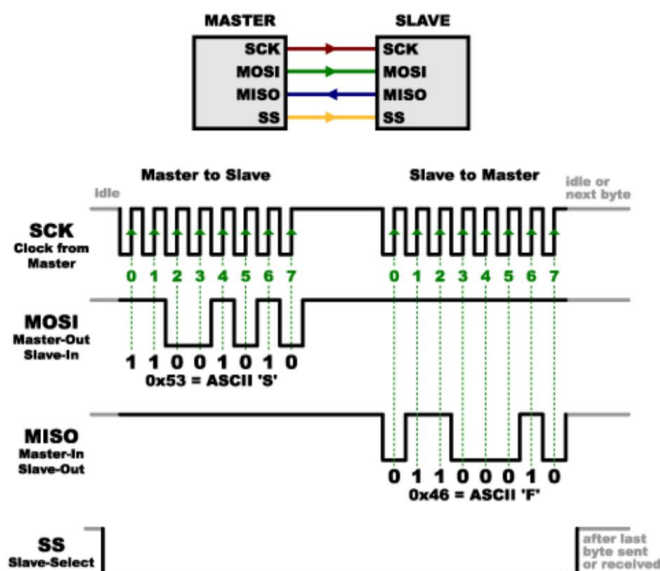 MASTER SLAVE
SCK SCK
MOSI MOSI
MISO MISO
SS SS
Master to Slave Slave to Master
idle
idle or
next byte
SCK
Clock from
Master
0 1 2 3 4 5 6 7 0 1 2 3 4 5 6 7
MOSI
Master-Out
Slave-In
1 1 0 0 1 0 1 0
0x53 = ASCII 'S'
MISO
Master-In
Slave-Out
0 1 1 0 0 0 1 0
0x46 = ASCII 'F'
SS
Slave-Select
after last
byte sent
or received